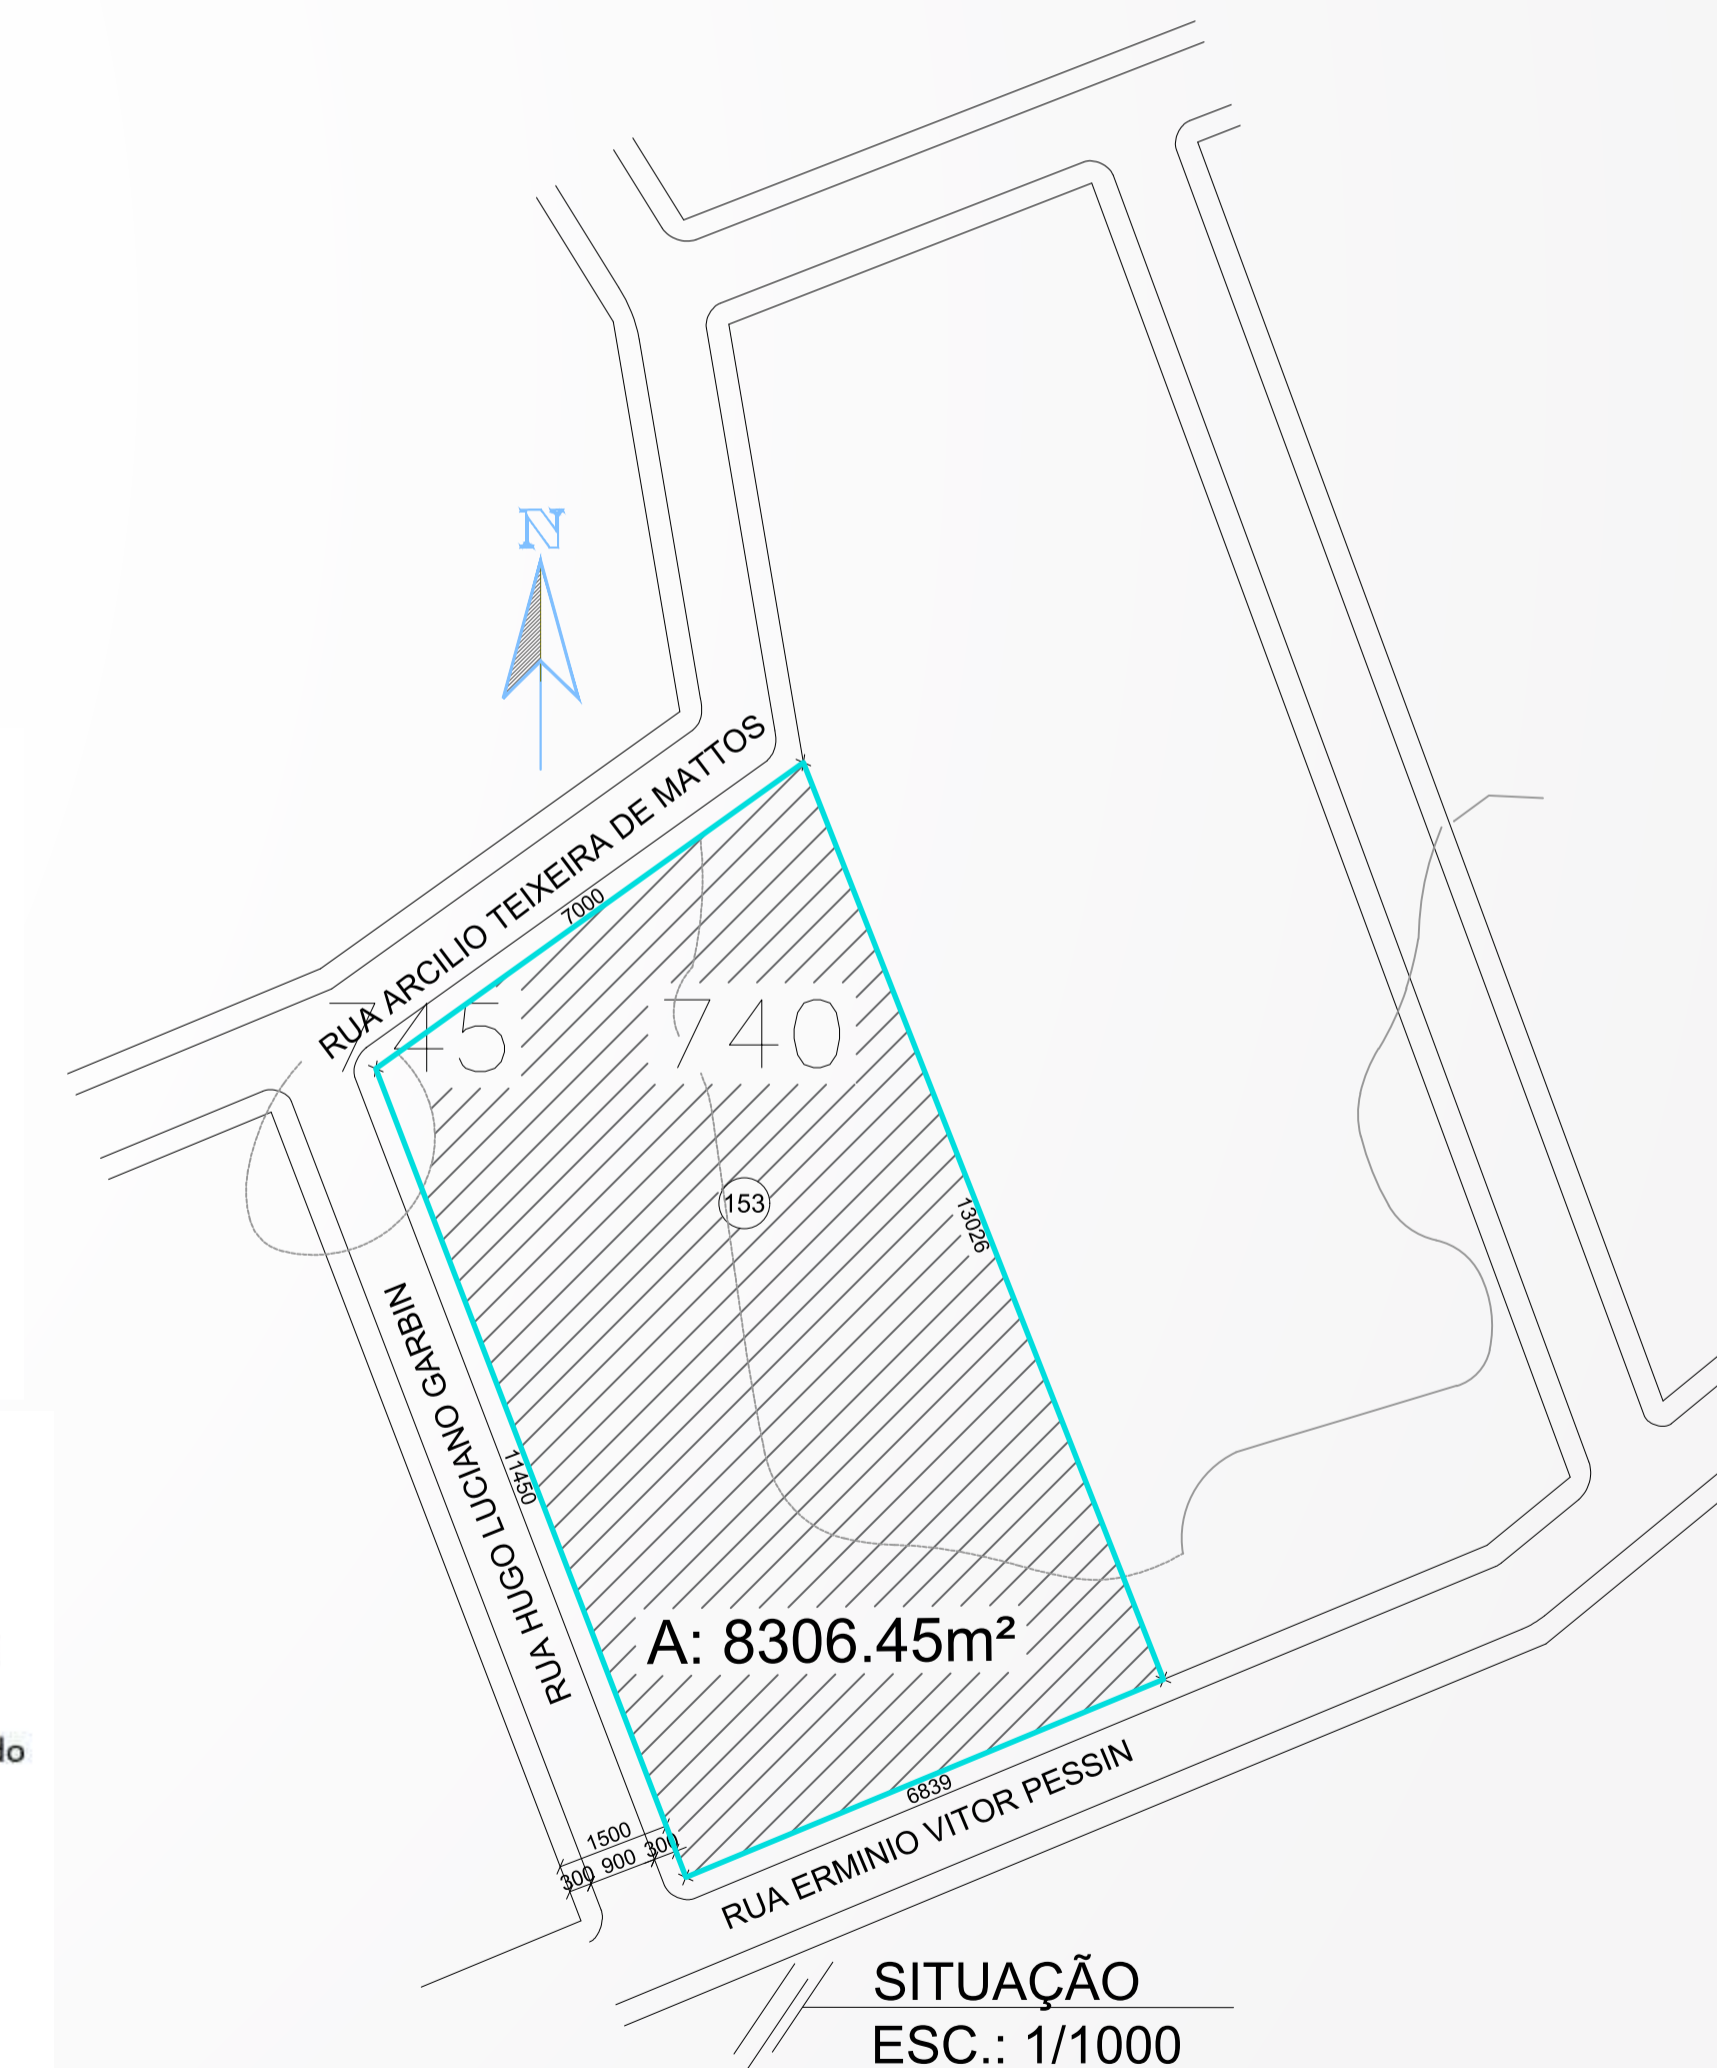 N
RUA ARCILIO TEIXEIRA DE MATTOS
7000
745
740
153
13026
RUA HUGO LUCIANO GARBIN
11450
A: 8306.45m²
6839
RUA ERMINIO VITOR PESSIN
1500
300 900 300
SITUAÇÃO
ESC.: 1/1000